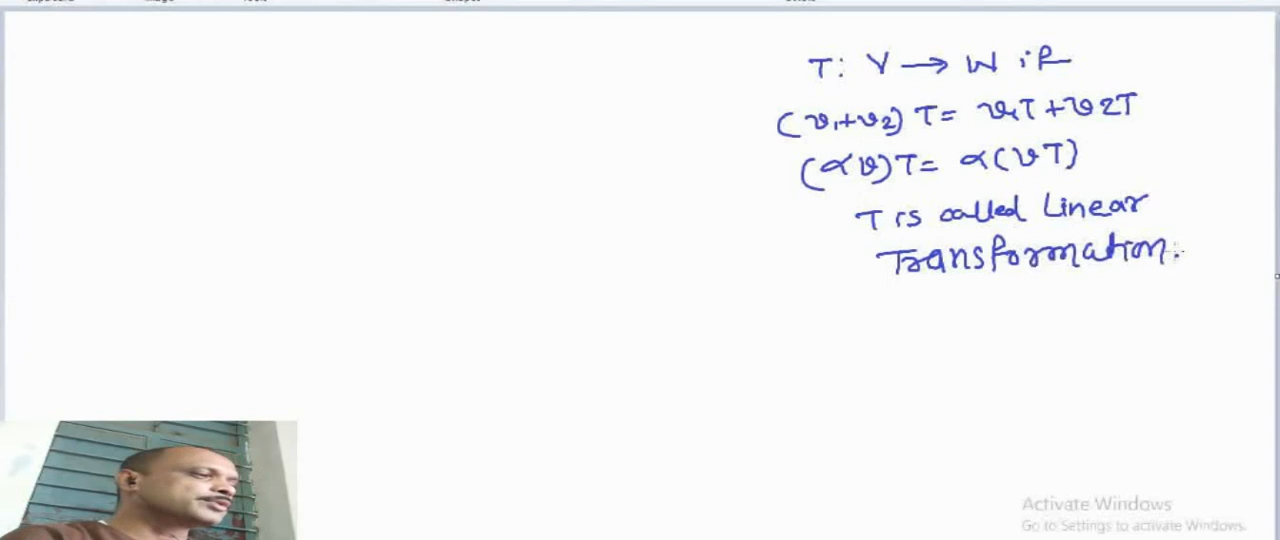 T: V → W if
(v1+v2) T = v1T + v2T
(αv)T = α(vT)
T is called Linear
Transformation.
Activate Windows
Go to Settings to activate Windows.